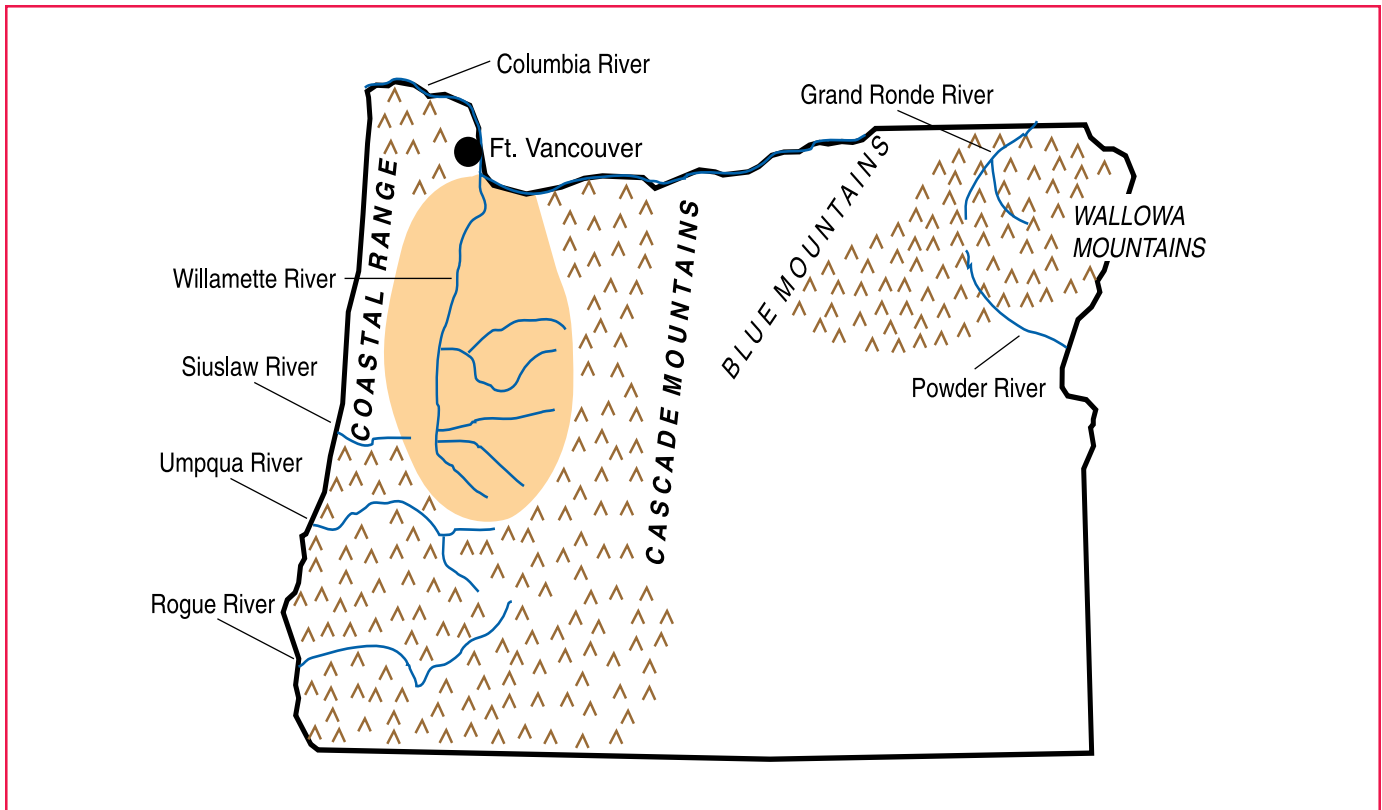 Columbia River
Grand Ronde River
Ft. Vancouver
COASTAL RANGE
CASCADE MOUNTAINS
BLUE MOUNTAINS
WALLOWA
MOUNTAINS
Willamette River
Siuslaw River
Powder River
Umpqua River
Rogue River